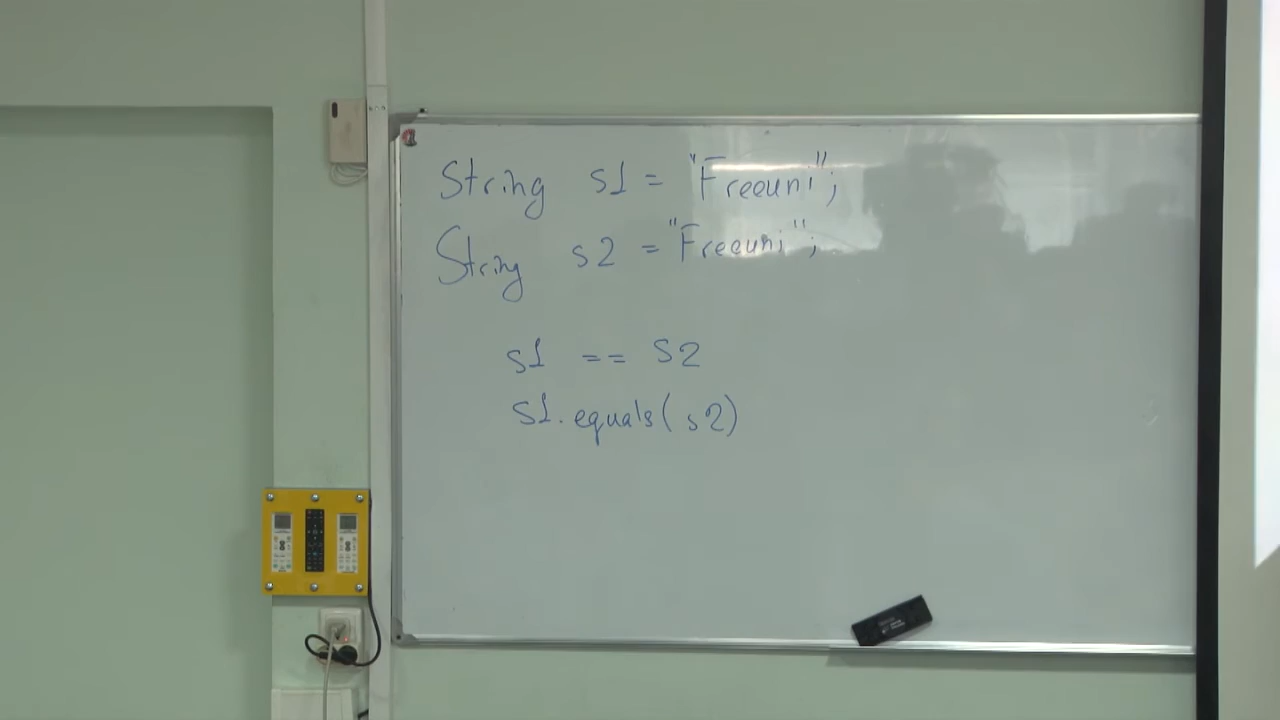 String s1 = "Freeuni";
String s2 = "Freeuni";
s1 == s2
s1.equals(s2)